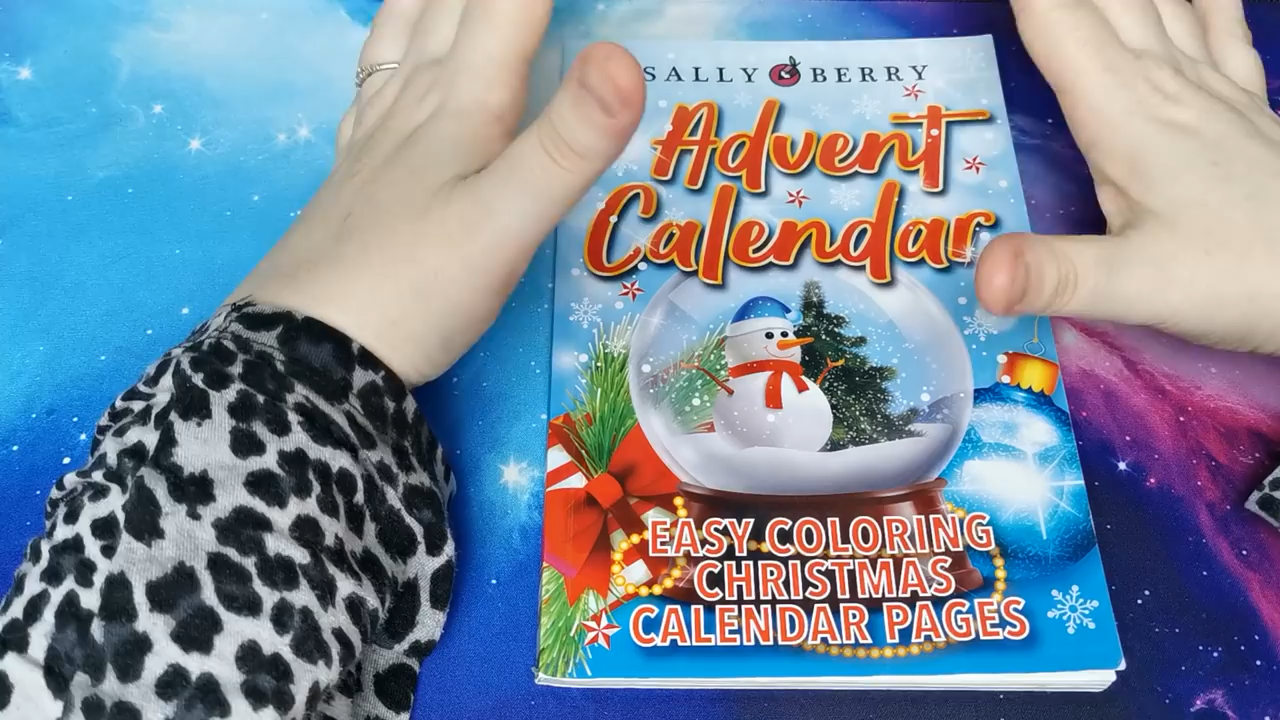 SALLY BERRY
Advent
Calendar
EASY COLORING
CHRISTMAS
CALENDAR PAGES